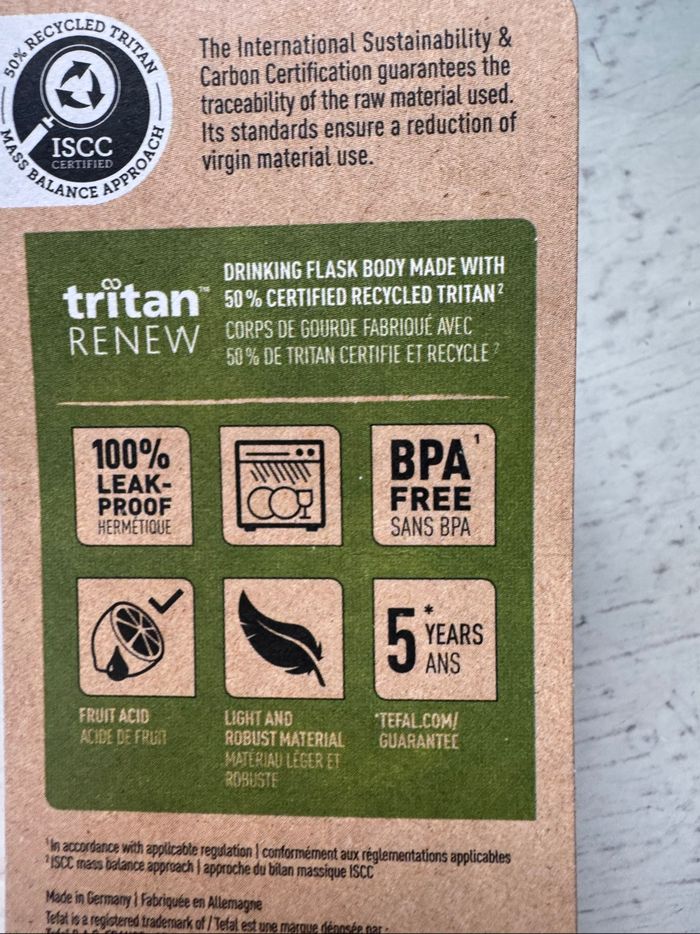 50% RECYCLED TRITAN
ISCC
CERTIFIED
MASS BALANCE APPROACH
The International Sustainability &
Carbon Certification guarantees the
traceability of the raw material used.
Its standards ensure a reduction of
virgin material use.
tritan™
RENEW
DRINKING FLASK BODY MADE WITH
50% CERTIFIED RECYCLED TRITAN²
CORPS DE GOURDE FABRIQUÉ AVEC
50% DE TRITAN CERTIFIE ET RECYCLE²
100%
LEAK-
PROOF
HERMÉTIQUE
BPA¹
FREE
SANS BPA
5* YEARS
ANS
FRUIT ACID
ACIDE DE FRUIT
LIGHT AND
ROBUST MATERIAL
MATÉRIAU LÉGER ET
ROBUSTE
*TEFAL.COM/
GUARANTEE
¹In accordance with applicable regulation | conformément aux réglementations applicables
²ISCC mass balance approach | approche du bilan massique ISCC
Made in Germany | Fabriquée en Allemagne
Tefal is a registered trademark of / Tefal est une marque déposée par :